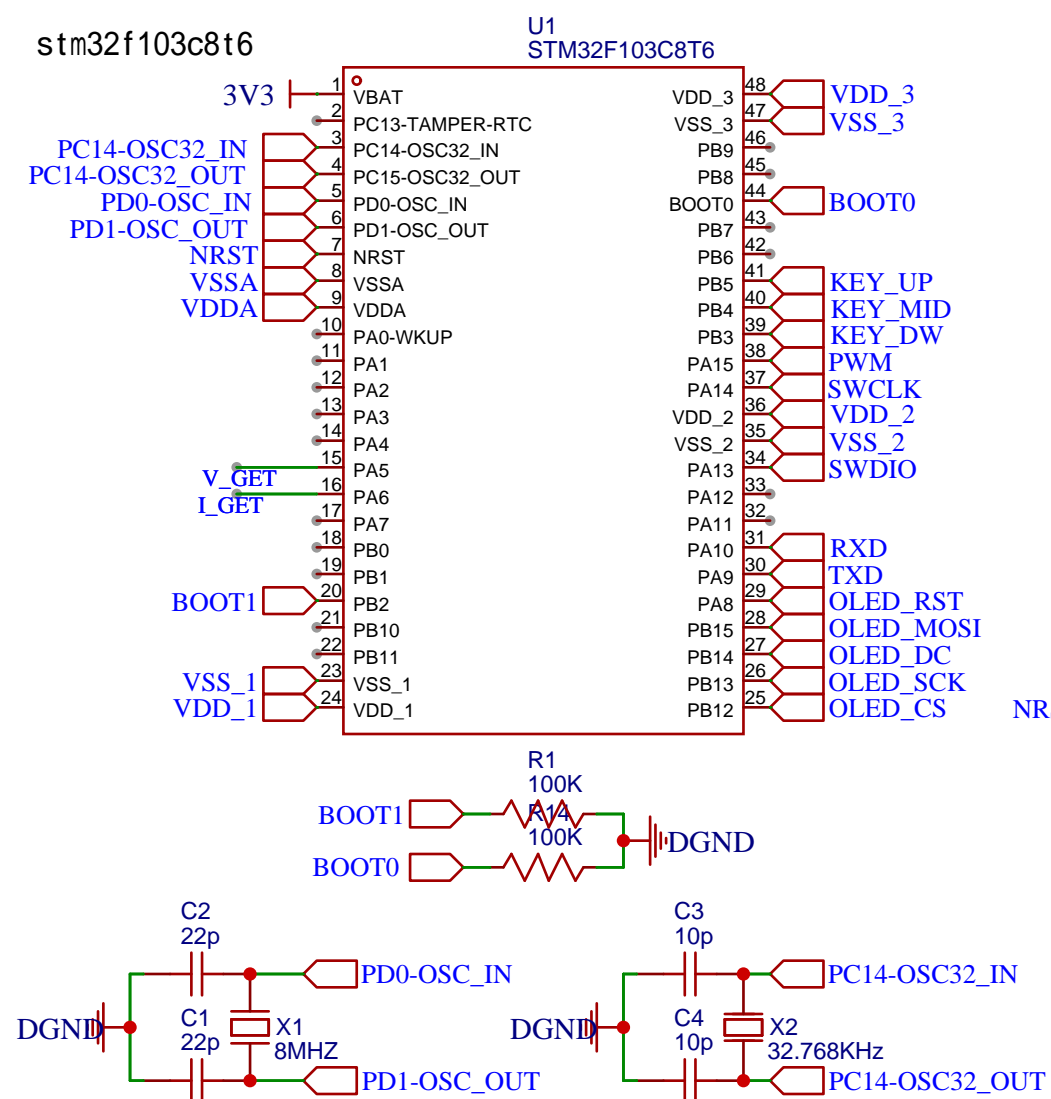 stm32f103c8t6
U1
STM32F103C8T6
3V3 1 VBAT VDD_3 48 VDD_3
2 PC13-TAMPER-RTC VSS_3 47 VSS_3
PC14-OSC32_IN 3 PC14-OSC32_IN PB9 46
PC14-OSC32_OUT 4 PC15-OSC32_OUT PB8 45
PD0-OSC_IN 5 PD0-OSC_IN BOOT0 44 BOOT0
PD1-OSC_OUT 6 PD1-OSC_OUT PB7 43
NRST 7 NRST PB6 42
VSSA 8 VSSA PB5 41 KEY_UP
VDDA 9 VDDA PB4 40 KEY_MID
10 PA0-WKUP PB3 39 KEY_DW
11 PA1 PA15 38 PWM
12 PA2 PA14 37 SWCLK
13 PA3 VDD_2 36 VDD_2
14 PA4 VSS_2 35 VSS_2
V_GET 15 PA5 PA13 34 SWDIO
I_GET 16 PA6 PA12 33
17 PA7 PA11 32
18 PB0 PA10 31 RXD
19 PB1 PA9 30 TXD
BOOT1 20 PB2 PA8 29 OLED_RST
21 PB10 PB15 28 OLED_MOSI
22 PB11 PB14 27 OLED_DC
VSS_1 23 VSS_1 PB13 26 OLED_SCK
VDD_1 24 VDD_1 PB12 25 OLED_CS NR
R1
100K
BOOT1
R14
100K
DGND
BOOT0
C2
22p
PD0-OSC_IN
DGND
C1
22p
X1
8MHZ
PD1-OSC_OUT
C3
10p
PC14-OSC32_IN
DGND
C4
10p
X2
32.768KHz
PC14-OSC32_OUT